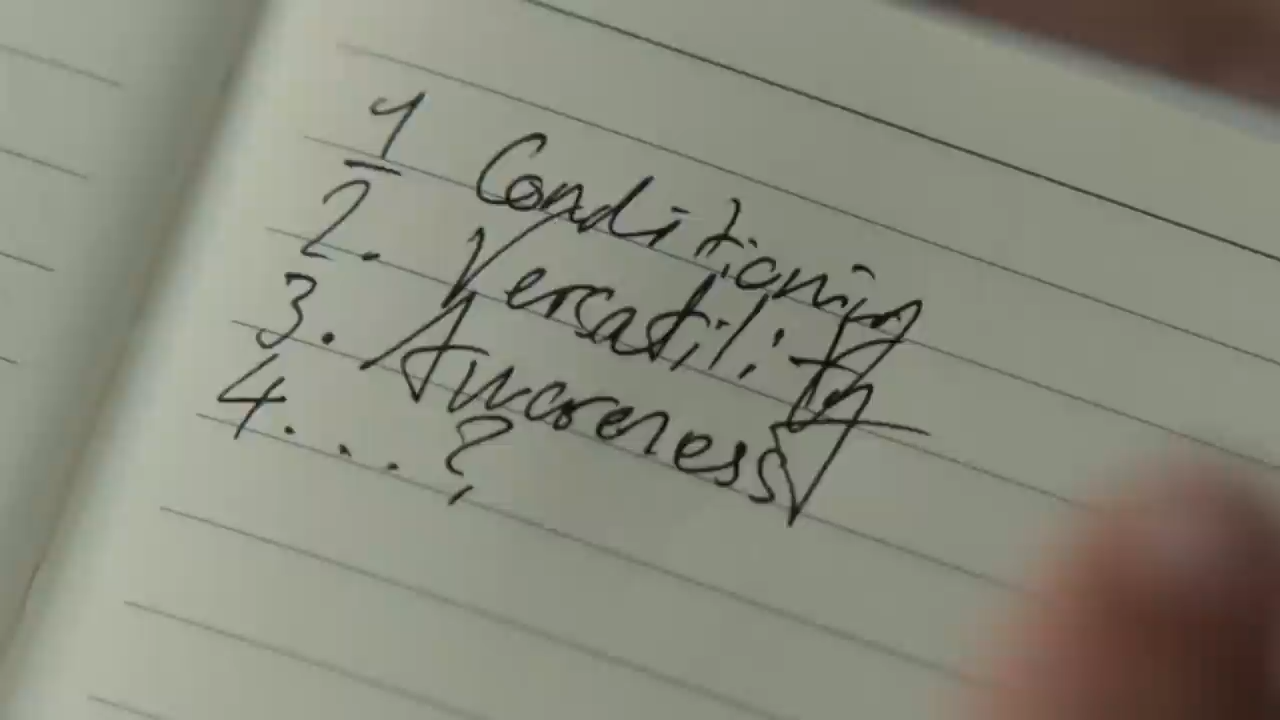 1 Conditioning
2. Versatility
3. Awareness
4... ?